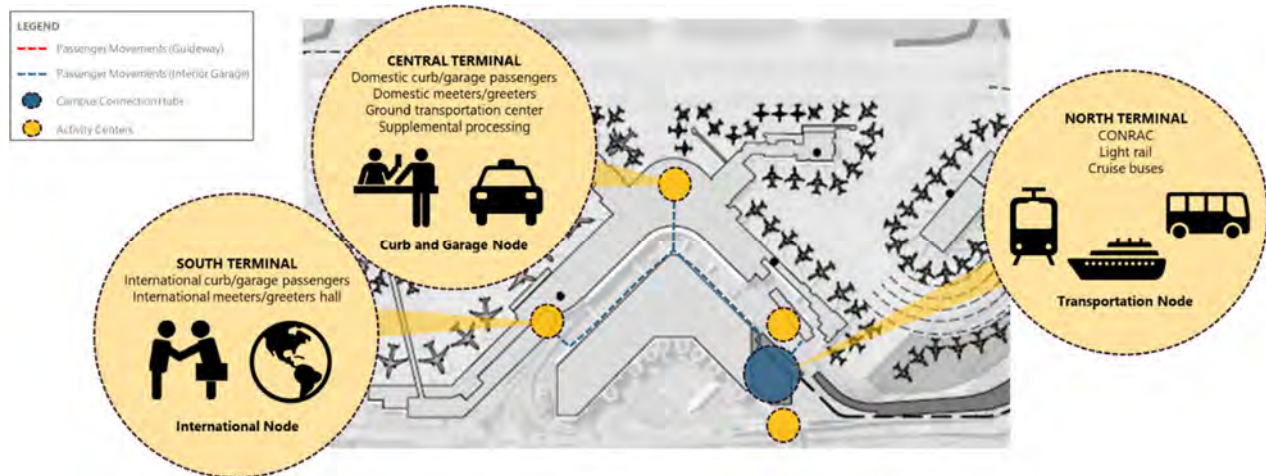 LEGEND
Passenger Movements (Guideway)
Passenger Movements (Interior Garage)
Campus Connection Hubs
Activity Centers
CENTRAL TERMINAL
Domestic curb/garage passengers
Domestic meeters/greeters
Ground transportation center
Supplemental processing
Curb and Garage Node
SOUTH TERMINAL
International curb/garage passengers
International meeters/greeters hall
International Node
NORTH TERMINAL
CONRAC
Light rail
Cruise buses
Transportation Node